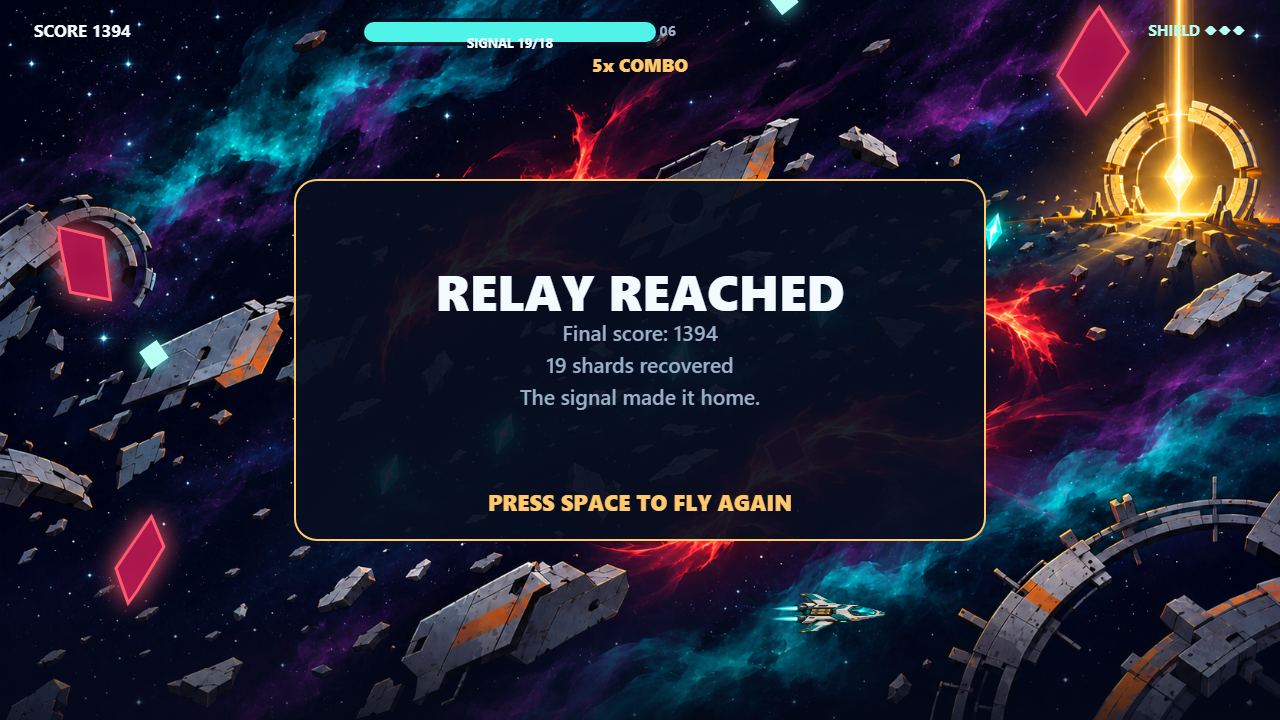 SCORE 1394
06
SHIELD
SIGNAL 19/18
5x COMBO
RELAY REACHED
Final score: 1394
19 shards recovered
The signal made it home.
PRESS SPACE TO FLY AGAIN